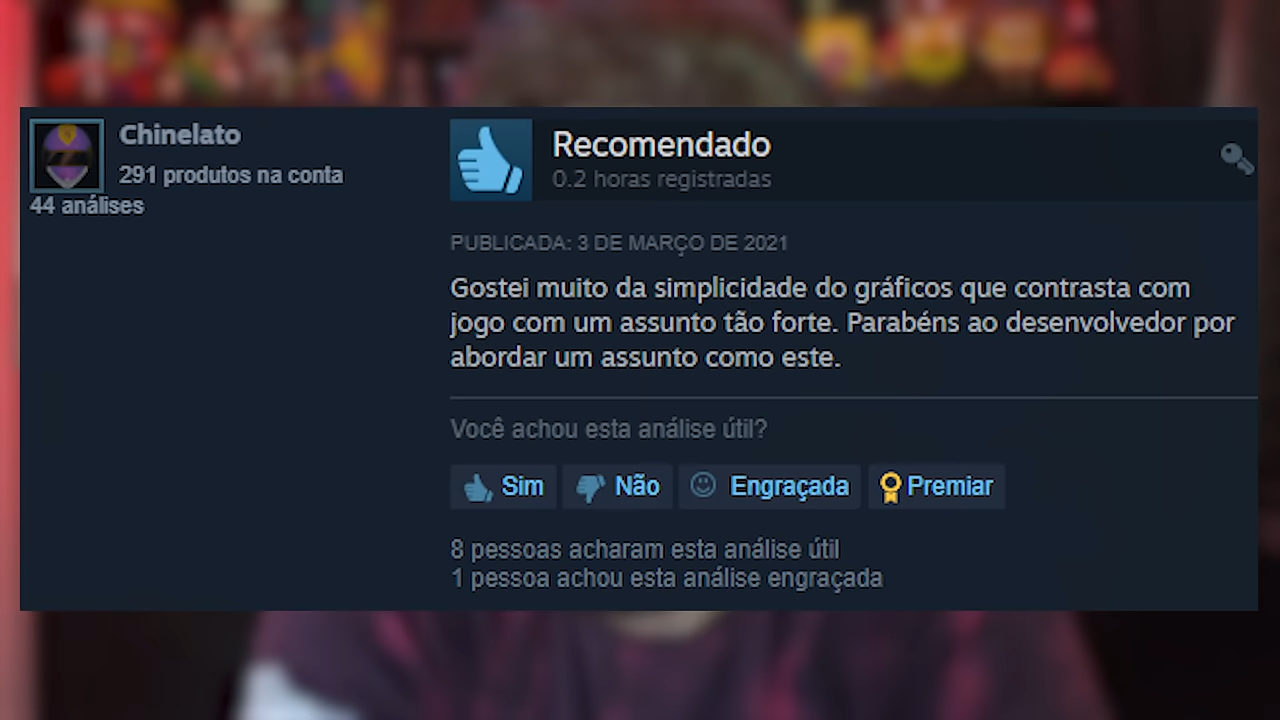 Chinelato
291 produtos na conta
44 análises
Recomendado
0.2 horas registradas
PUBLICADA: 3 DE MARÇO DE 2021
Gostei muito da simplicidade do gráficos que contrasta com
jogo com um assunto tão forte. Parabéns ao desenvolvedor por
abordar um assunto como este.
Você achou esta análise útil?
Sim Não Engraçada Premiar
8 pessoas acharam esta análise útil
1 pessoa achou esta análise engraçada